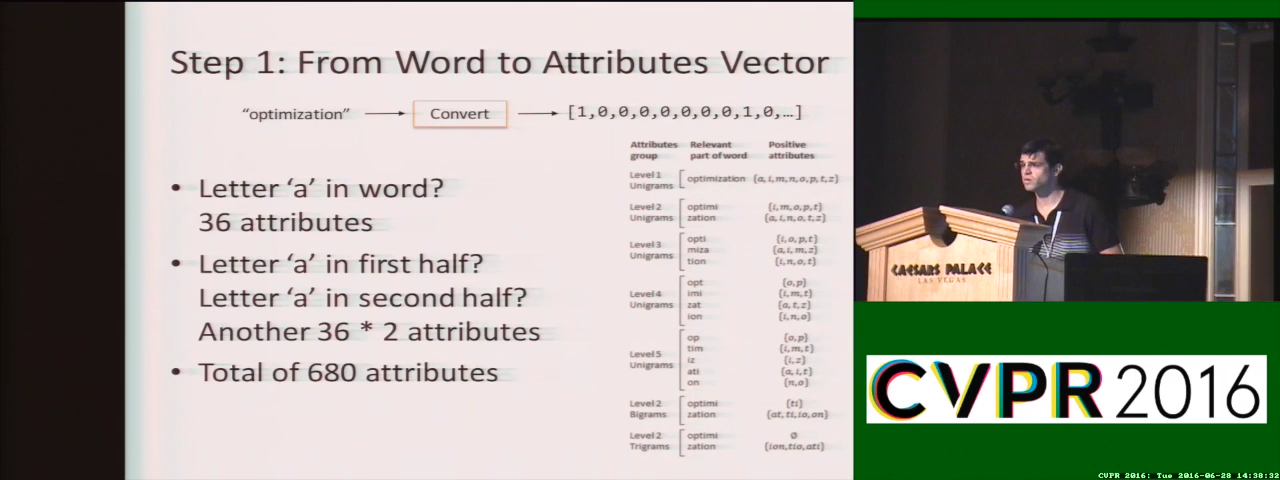 Step 1: From Word to Attributes Vector
“optimization” Convert [1,0,0,0,0,0,0,0,1,0,…]
• Letter ‘a’ in word?
36 attributes
• Letter ‘a’ in first half?
Letter ‘a’ in second half?
Another 36 * 2 attributes
• Total of 680 attributes
Attributes group Relevant part of word Positive attributes
Level 1 Unigrams optimization {a,i,m,n,o,p,t,z}
Level 2 Unigrams
optimi {i,m,o,p,t}
zation {a,i,n,o,t,z}
Level 3 Unigrams
opti {i,o,p,t}
miza {a,i,m,z}
tion {i,n,o,t}
Level 4 Unigrams
opt {o,p}
imi {i,m,t}
zat {a,t,z}
ion {i,n,o}
Level 5 Unigrams
op {o,p}
tim {i,m,t}
iz {i,z}
ati {a,i,t}
on {n,o}
Level 2 Bigrams
optimi {ti}
zation {at,ti,io,on}
Level 2 Trigrams
optimi ∅
zation {ion,tio,ati}
CAESARS PALACE
LAS VEGAS
CVPR 2016
CVPR 2016: Tue 2016-06-28 14:38:32